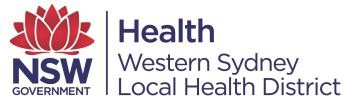 NSW
GOVERNMENT
Health
Western Sydney
Local Health District